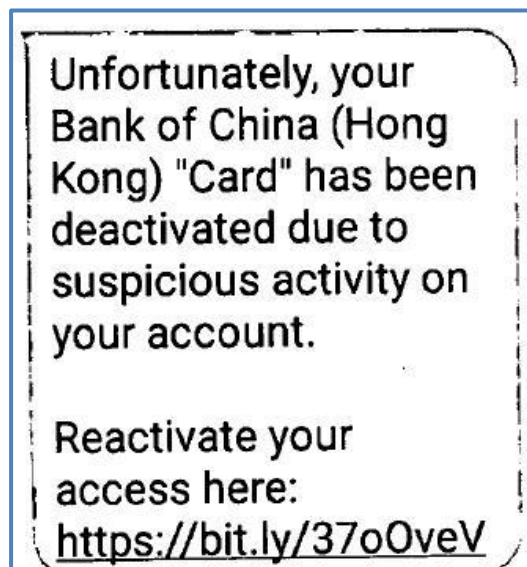 Unfortunately, your
Bank of China (Hong
Kong) "Card" has been
deactivated due to
suspicious activity on
your account.
Reactivate your
access here:
https://bit.ly/37oOveV